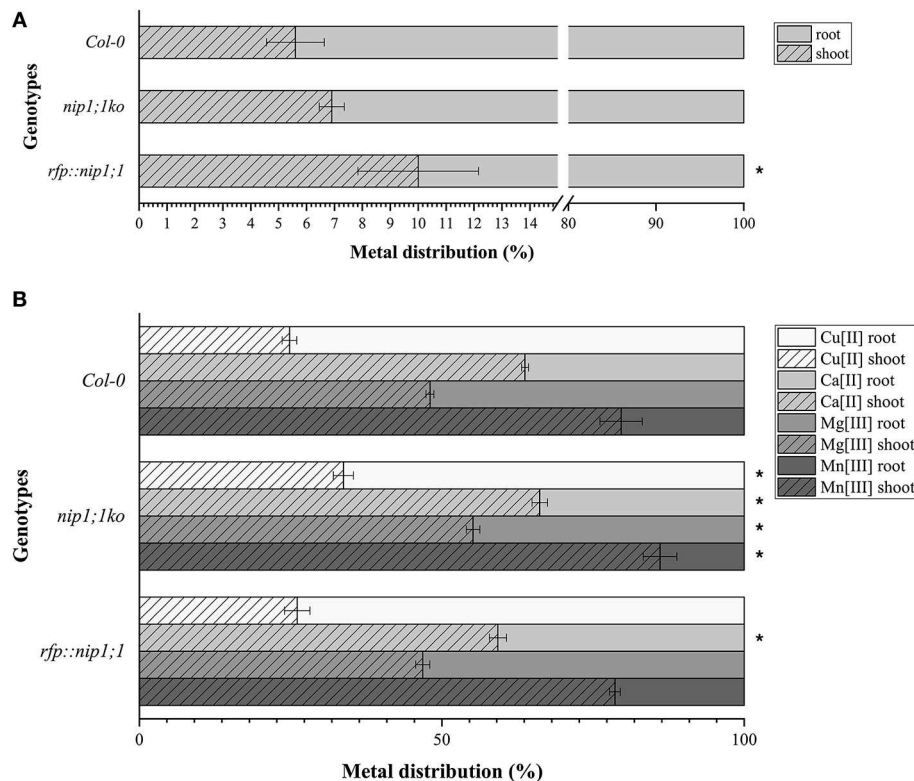 A
Genotypes
Col-0
nip1;1ko
rfp::nip1;1
*
root
shoot
0 1 2 3 4 5 6 7 8 9 10 11 12 13 14 80 90 100
Metal distribution (%)
B
Genotypes
Col-0
nip1;1ko
*
*
*
*
rfp::nip1;1
*
Cu[II] root
Cu[II] shoot
Ca[II] root
Ca[II] shoot
Mg[III] root
Mg[III] shoot
Mn[III] root
Mn[III] shoot
0 50 100
Metal distribution (%)